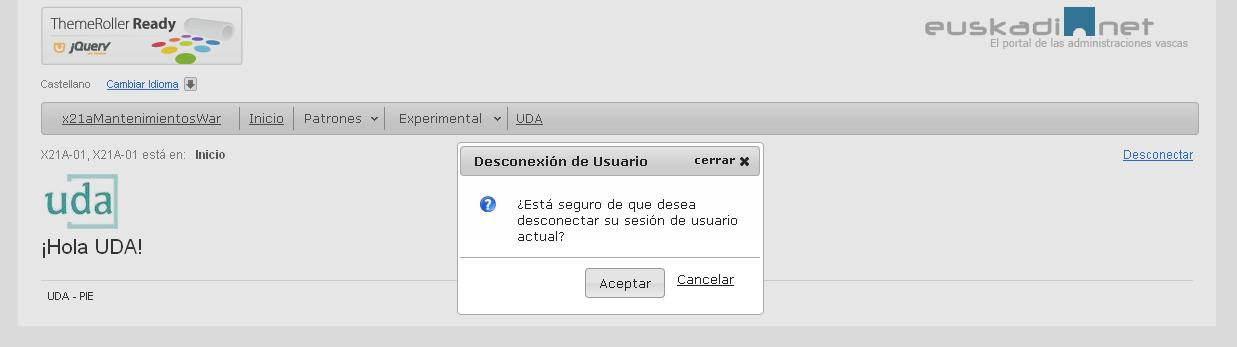 ThemeRoller Ready
jQuery
euskadi.net
El portal de las administraciones vascas
Castellano Cambiar Idioma
x21aMantenimientosWar Inicio Patrones Experimental UDA
X21A-01, X21A-01 está en: Inicio Desconectar
Desconexión de Usuario cerrar
¿Está seguro de que desea
desconectar su sesión de usuario
actual?
Aceptar Cancelar
uda
¡Hola UDA!
UDA - PIE